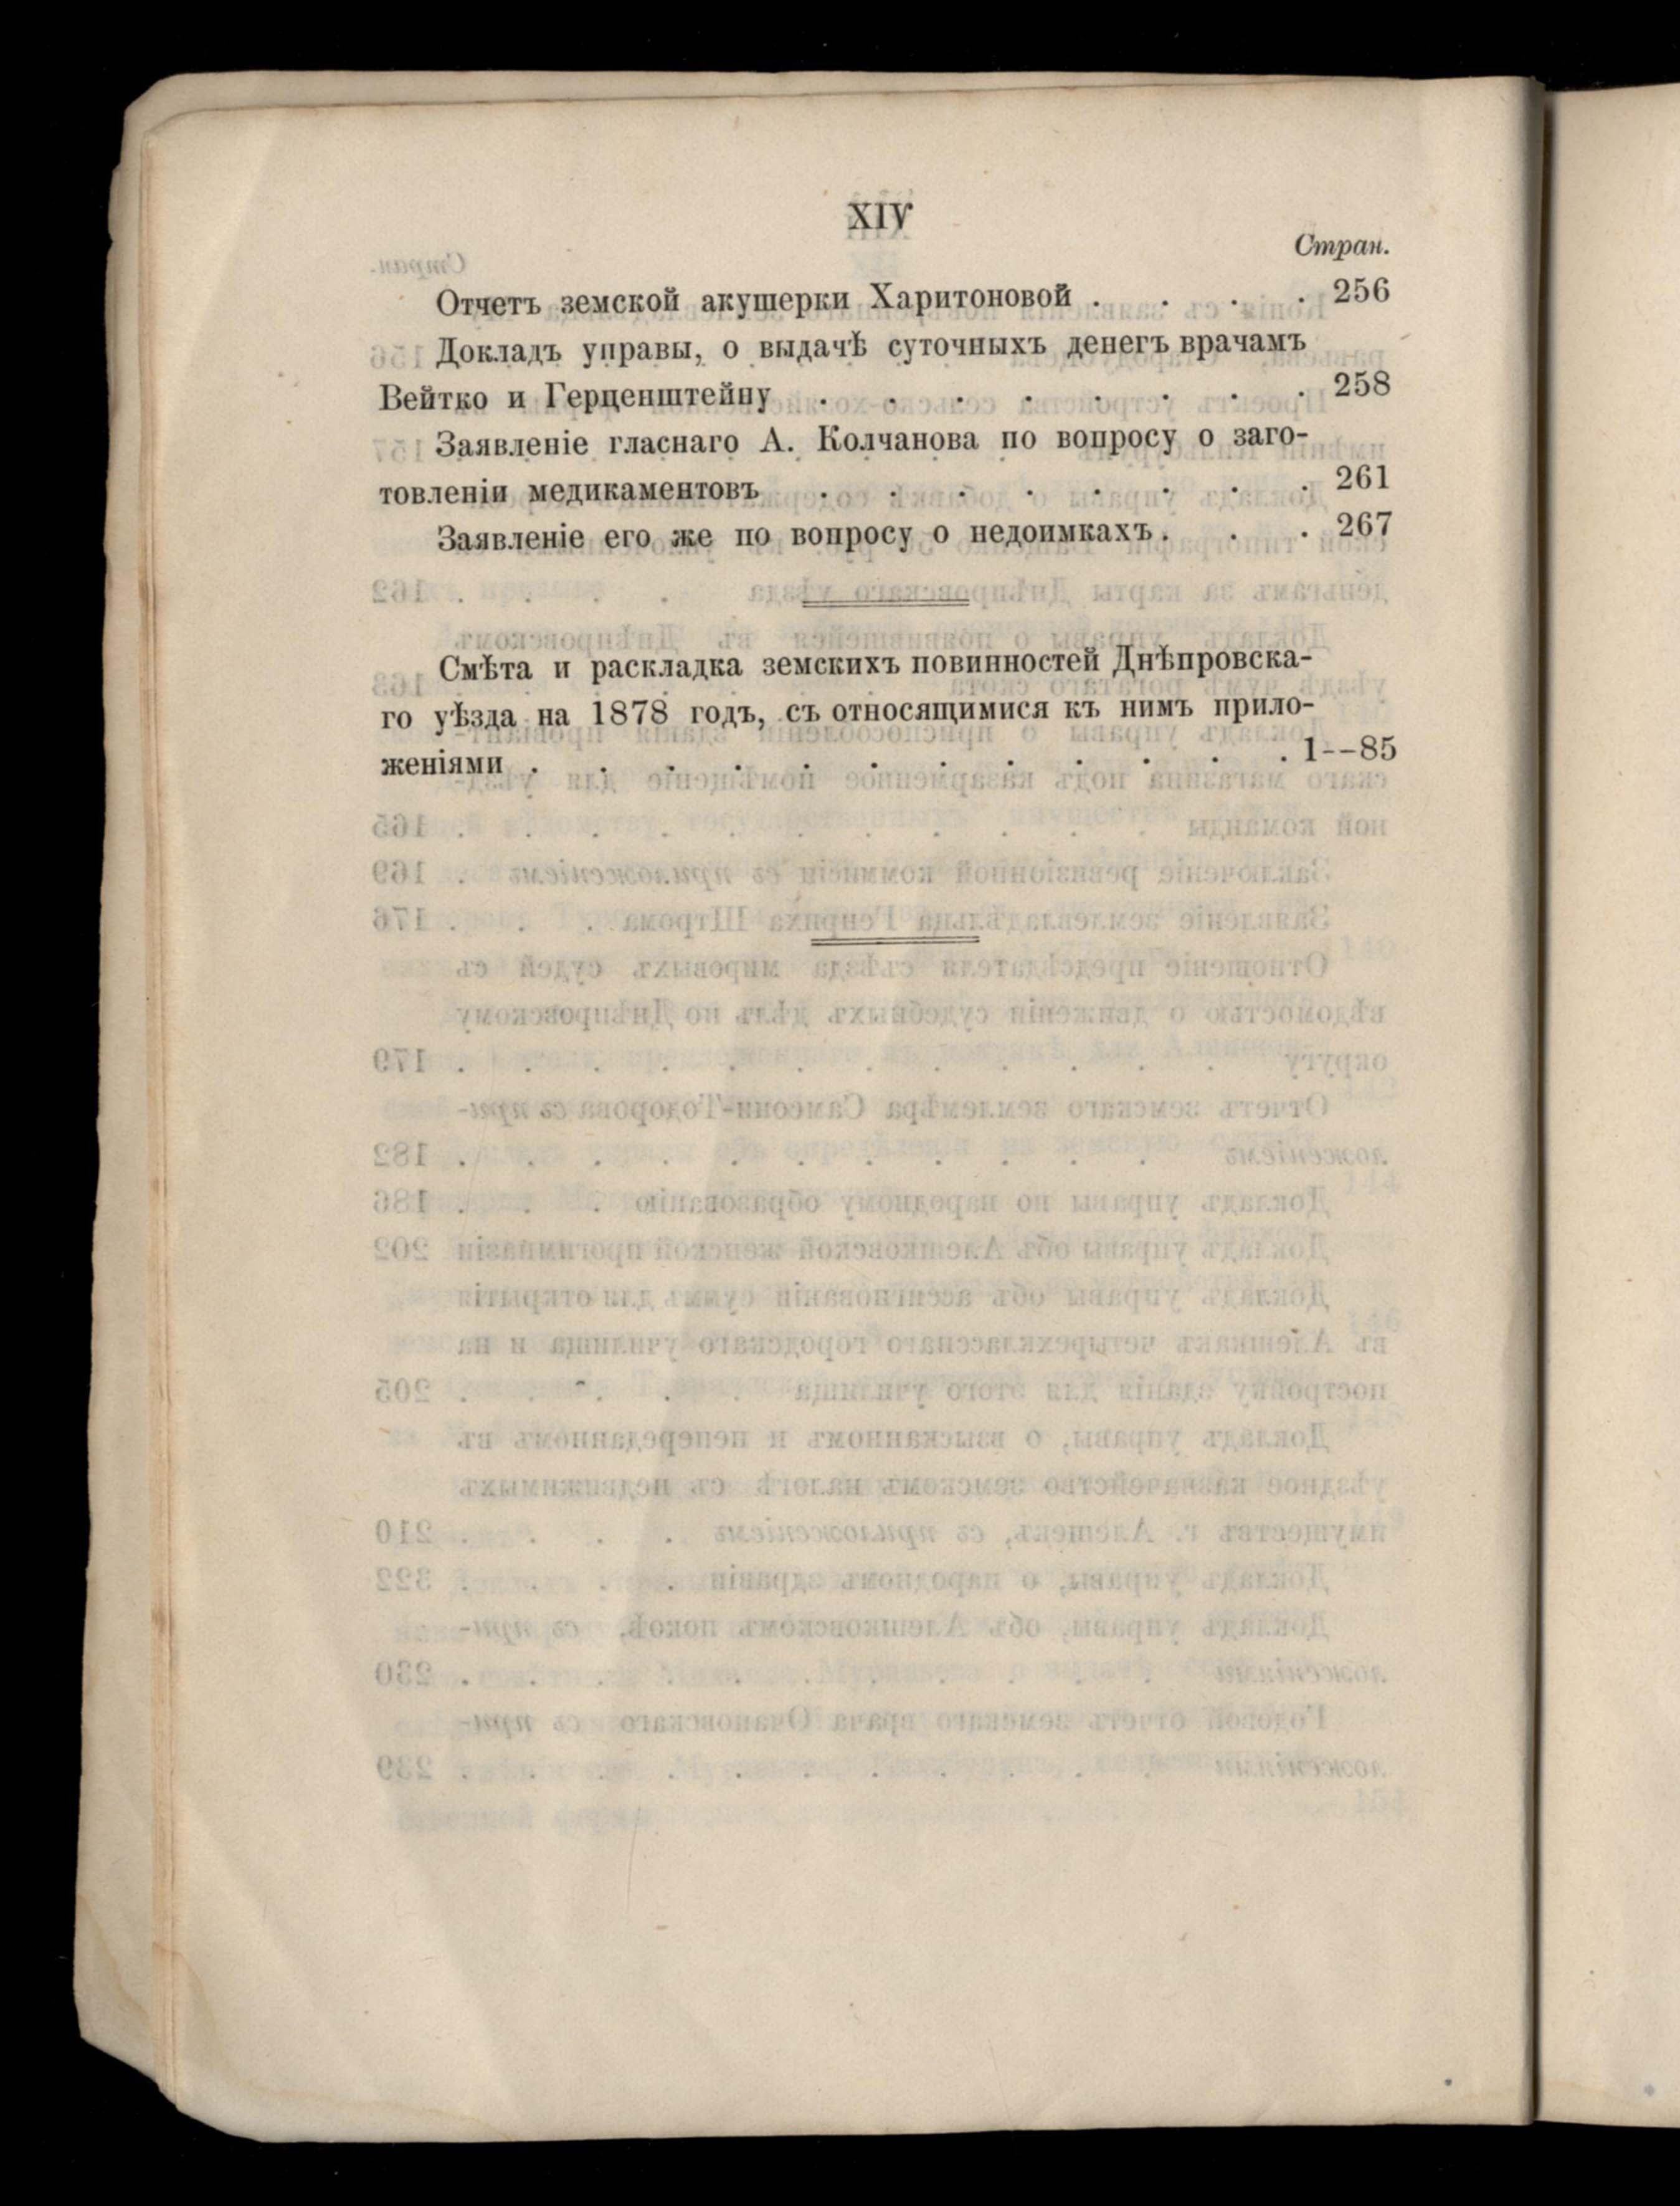 XIV
Стран.
Отчетъ земской акушерки Харитоновой . . . . 256
Докладъ управы, о выдачѣ суточныхъ денегъ врачамъ
Вейтко и Герценштейну . . . . . . . . 258
Заявленіе гласнаго А. Колчанова по вопросу о заго-
товленіи медикаментовъ . . . . . . . . 261
Заявленіе его же по вопросу о недоимкахъ . . . 267
Смѣта и раскладка земскихъ повинностей Днѣпровска-
го уѣзда на 1878 годъ, съ относящимися къ нимъ прило-
женіями . . . . . . . . . . . . 1--85